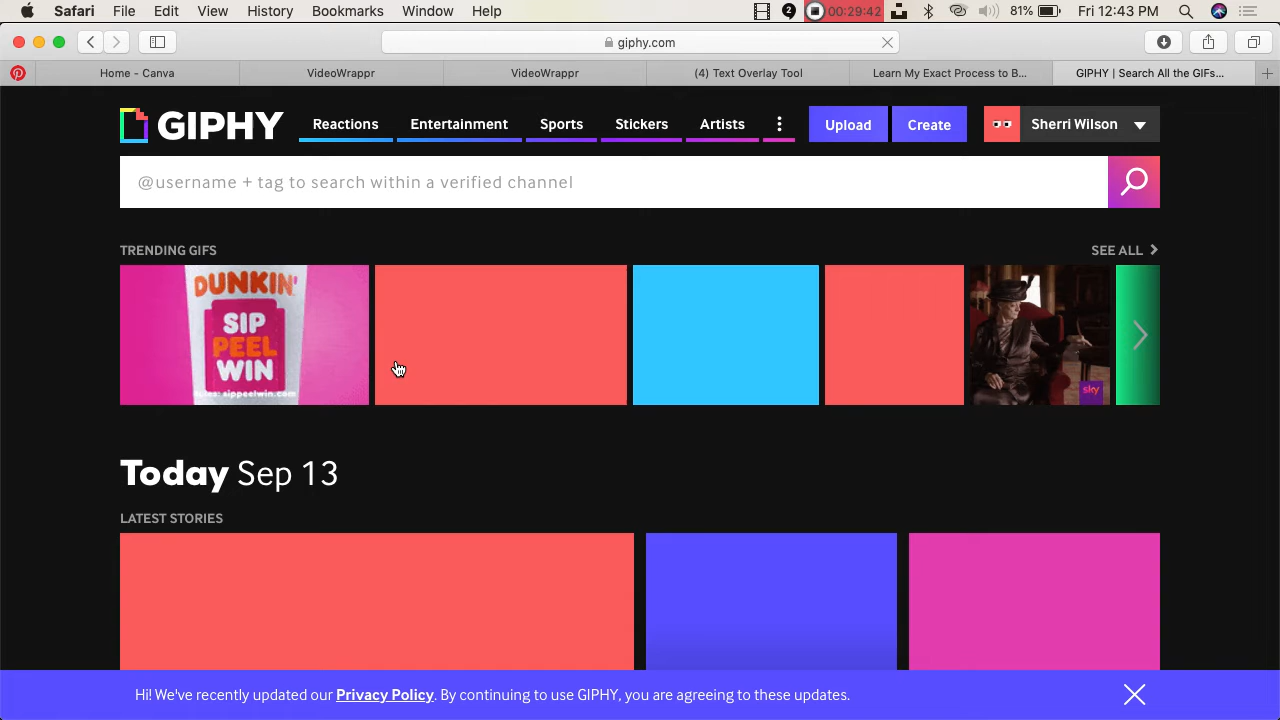 Safari File Edit View History Bookmarks Window Help 2 00:29:42 81% Fri 12:43 PM
giphy.com
Home - Canva VideoWrappr VideoWrappr (4) Text Overlay Tool Learn My Exact Process to B... GIPHY | Search All the GIFs...
GIPHY Reactions Entertainment Sports Stickers Artists Upload Create Sherri Wilson
@username + tag to search within a verified channel
TRENDING GIFS SEE ALL
DUNKIN'
SIP
PEEL
WIN
Rules: sippeelwin.com
sky
Today Sep 13
LATEST STORIES
Hi! We've recently updated our Privacy Policy. By continuing to use GIPHY, you are agreeing to these updates.